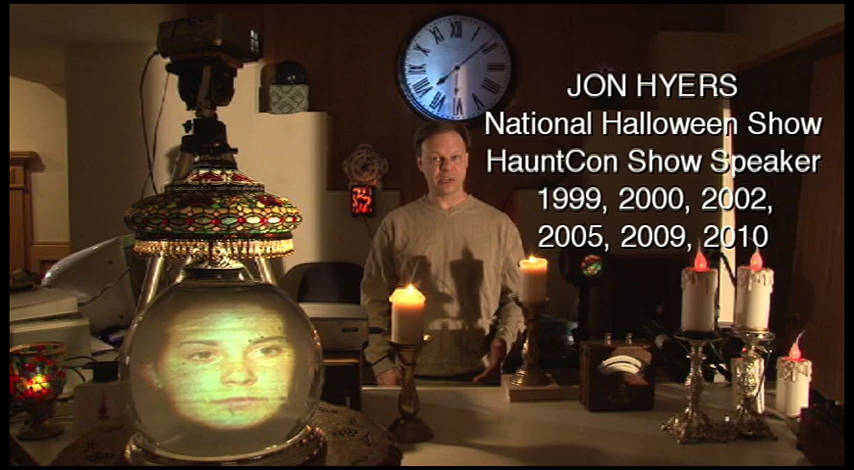 JON HYERS
National Halloween Show
HauntCon Show Speaker
1999, 2000, 2002,
2005, 2009, 2010